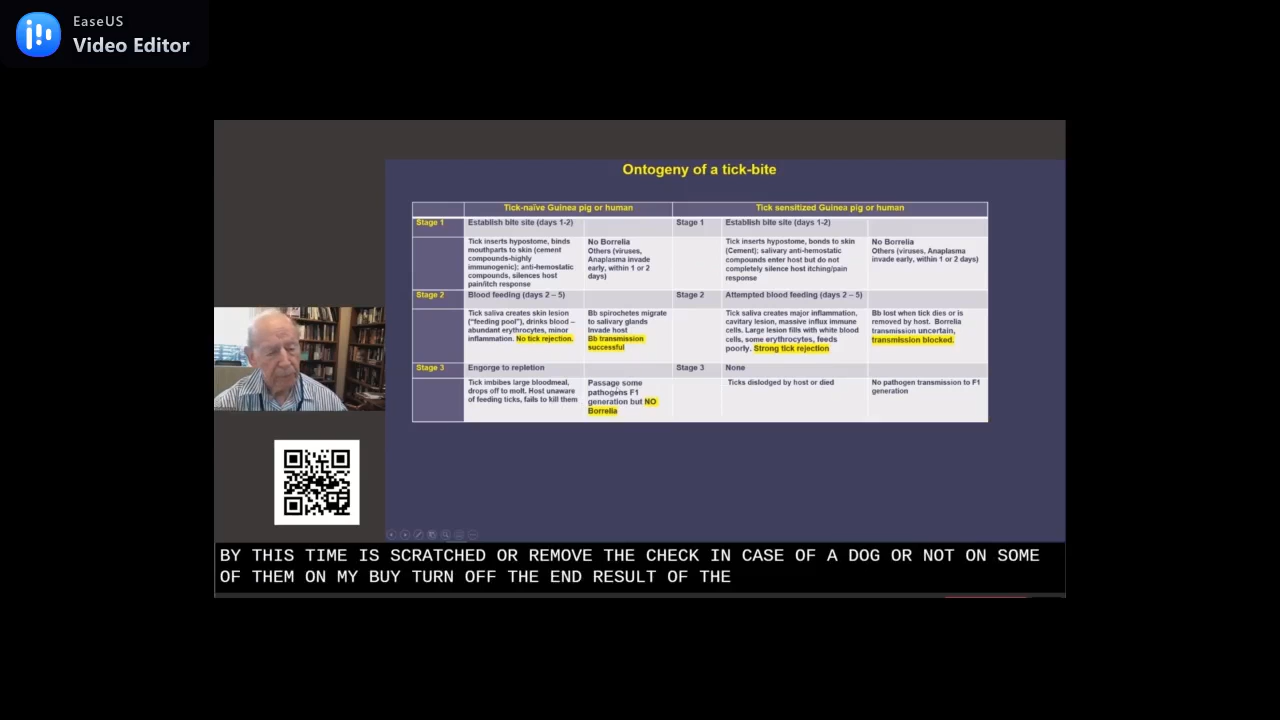 EaseUS
Video Editor
Ontogeny of a tick-bite
Tick-naïve Guinea pig or human
Tick sensitized Guinea pig or human
Stage 1
Establish bite site (days 1-2)
Stage 1
Establish bite site (days 1-2)
Tick inserts hypostome, binds
mouthparts to skin (cement
compounds-highly
immunogenic); anti-hemostatic
compounds, silences host
pain/itch response
No Borrelia
Others (viruses,
Anaplasma invade
early, within 1 or 2
days)
Tick inserts hypostome, bonds to skin
(Cement); salivary anti-hemostatic
compounds enter host but do not
completely silence host itching/pain
response
No Borrelia
Others (viruses, Anaplasma
invade early, within 1 or 2 days)
Stage 2
Blood feeding (days 2 – 5)
Stage 2
Attempted blood feeding (days 2 – 5)
Tick saliva creates skin lesion
("feeding pool"), drinks blood –
abundant erythrocytes, minor
inflammation. No tick rejection.
Bb spirochetes migrate
to salivary glands
Invade host
Bb transmission
successful
Tick saliva creates major inflammation,
cavitary lesion, massive influx immune
cells. Large lesion fills with white blood
cells, some erythrocytes, feeds
poorly. Strong tick rejection
Bb lost when tick dies or is
removed by host. Borrelia
transmission uncertain,
transmission blocked.
Stage 3
Engorge to repletion
Stage 3
None
Tick imbibes large bloodmeal,
drops off to molt. Host unaware
of feeding ticks, fails to kill them
Passage some
pathogens F1
generation but NO
Borrelia
Ticks dislodged by host or died
No pathogen transmission to F1
generation
BY THIS TIME IS SCRATCHED OR REMOVE THE CHECK IN CASE OF A DOG OR NOT ON SOME
OF THEM ON MY BUY TURN OFF THE END RESULT OF THE